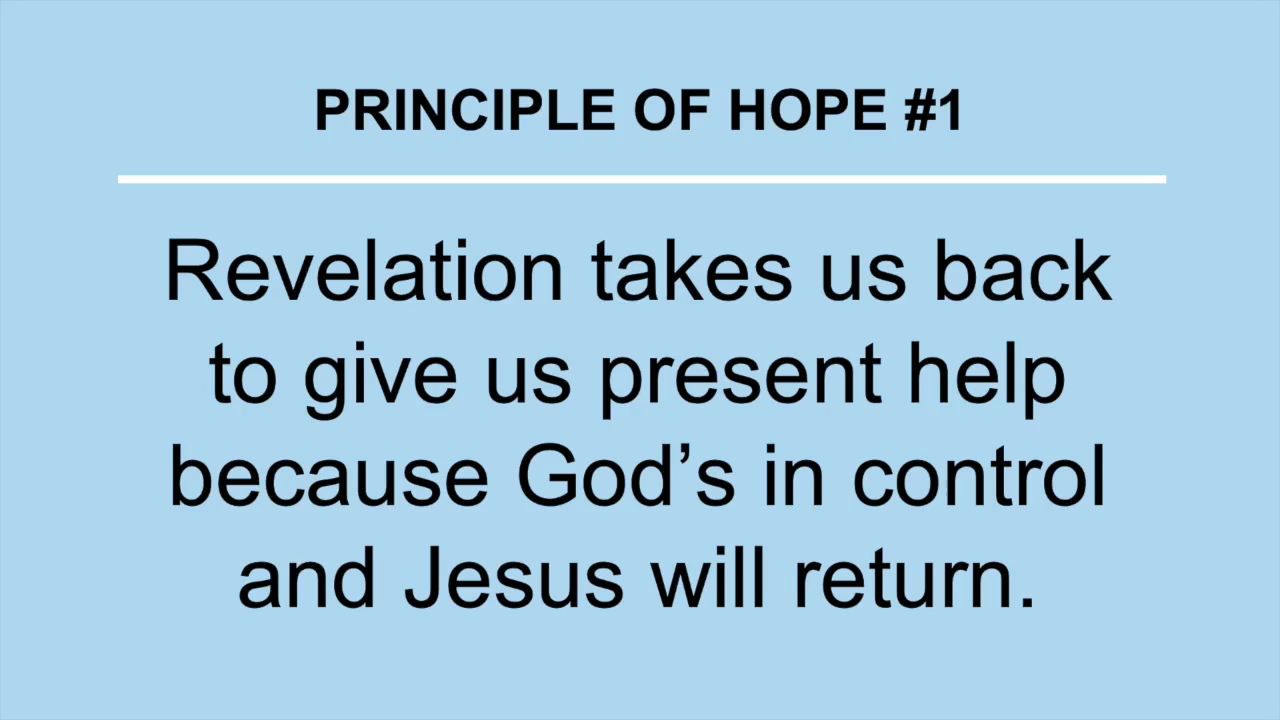 PRINCIPLE OF HOPE #1
Revelation takes us back
to give us present help
because God’s in control
and Jesus will return.